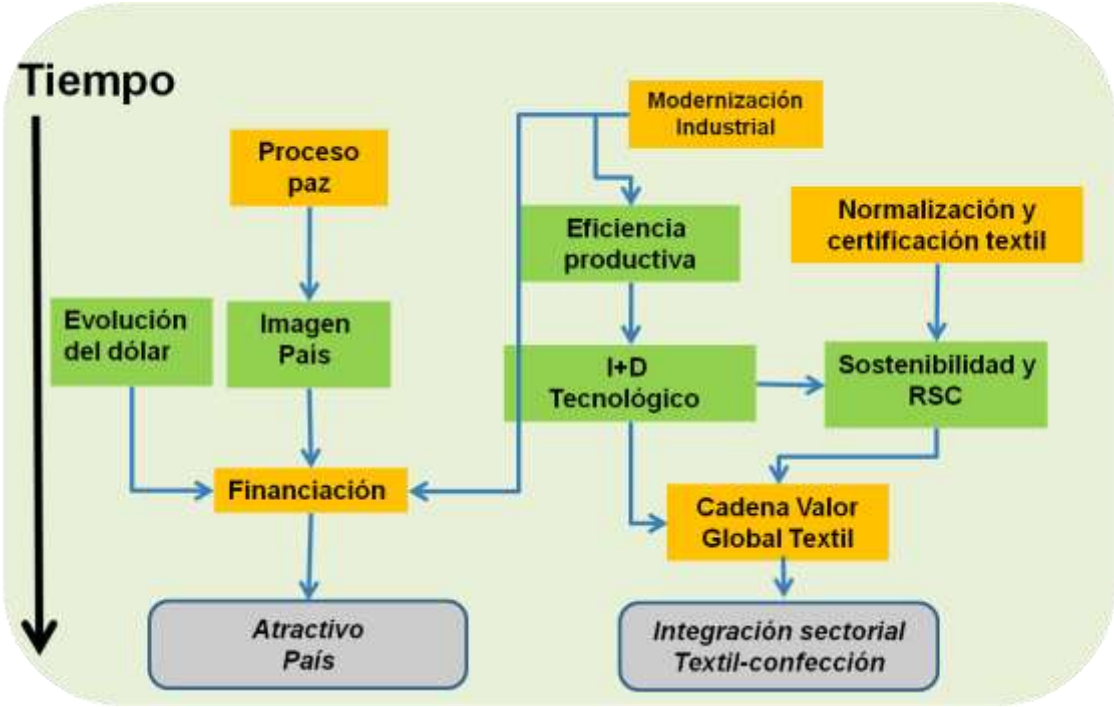 Tiempo
Modernización
Industrial
Proceso
paz
Eficiencia
productiva
Normalización y
certificación textil
Evolución
del dólar
Imagen
País
I+D
Tecnológico
Sostenibilidad y
RSC
Financiación
Cadena Valor
Global Textil
Atractivo
País
Integración sectorial
Textil-confección